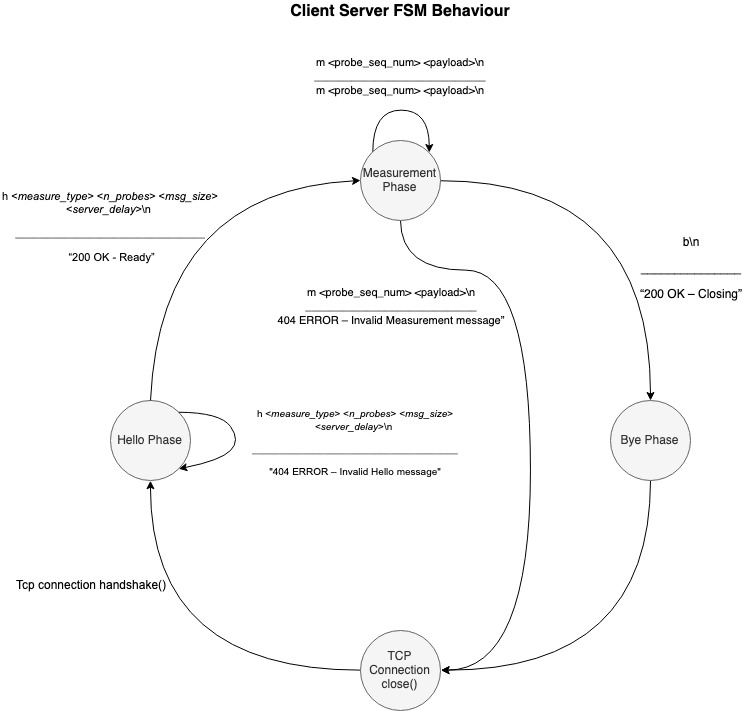 Client Server FSM Behaviour
m <probe_seq_num> <payload>\n
m <probe_seq_num> <payload>\n
Measurement
Phase
h <measure_type> <n_probes> <msg_size>
<server_delay>\n
“200 OK - Ready”
b\n
“200 OK – Closing”
m <probe_seq_num> <payload>\n
404 ERROR – Invalid Measurement message”
Hello Phase
h <measure_type> <n_probes> <msg_size>
<server_delay>\n
"404 ERROR – Invalid Hello message"
Bye Phase
Tcp connection handshake()
TCP
Connection
close()